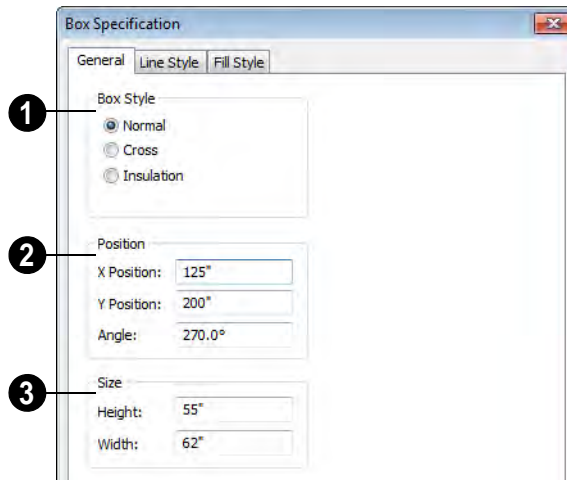 Box Specification
General Line Style Fill Style
1
Box Style
Normal
Cross
Insulation
2
Position
X Position: 125"
Y Position: 200"
Angle: 270.0°
3
Size
Height: 55"
Width: 62"